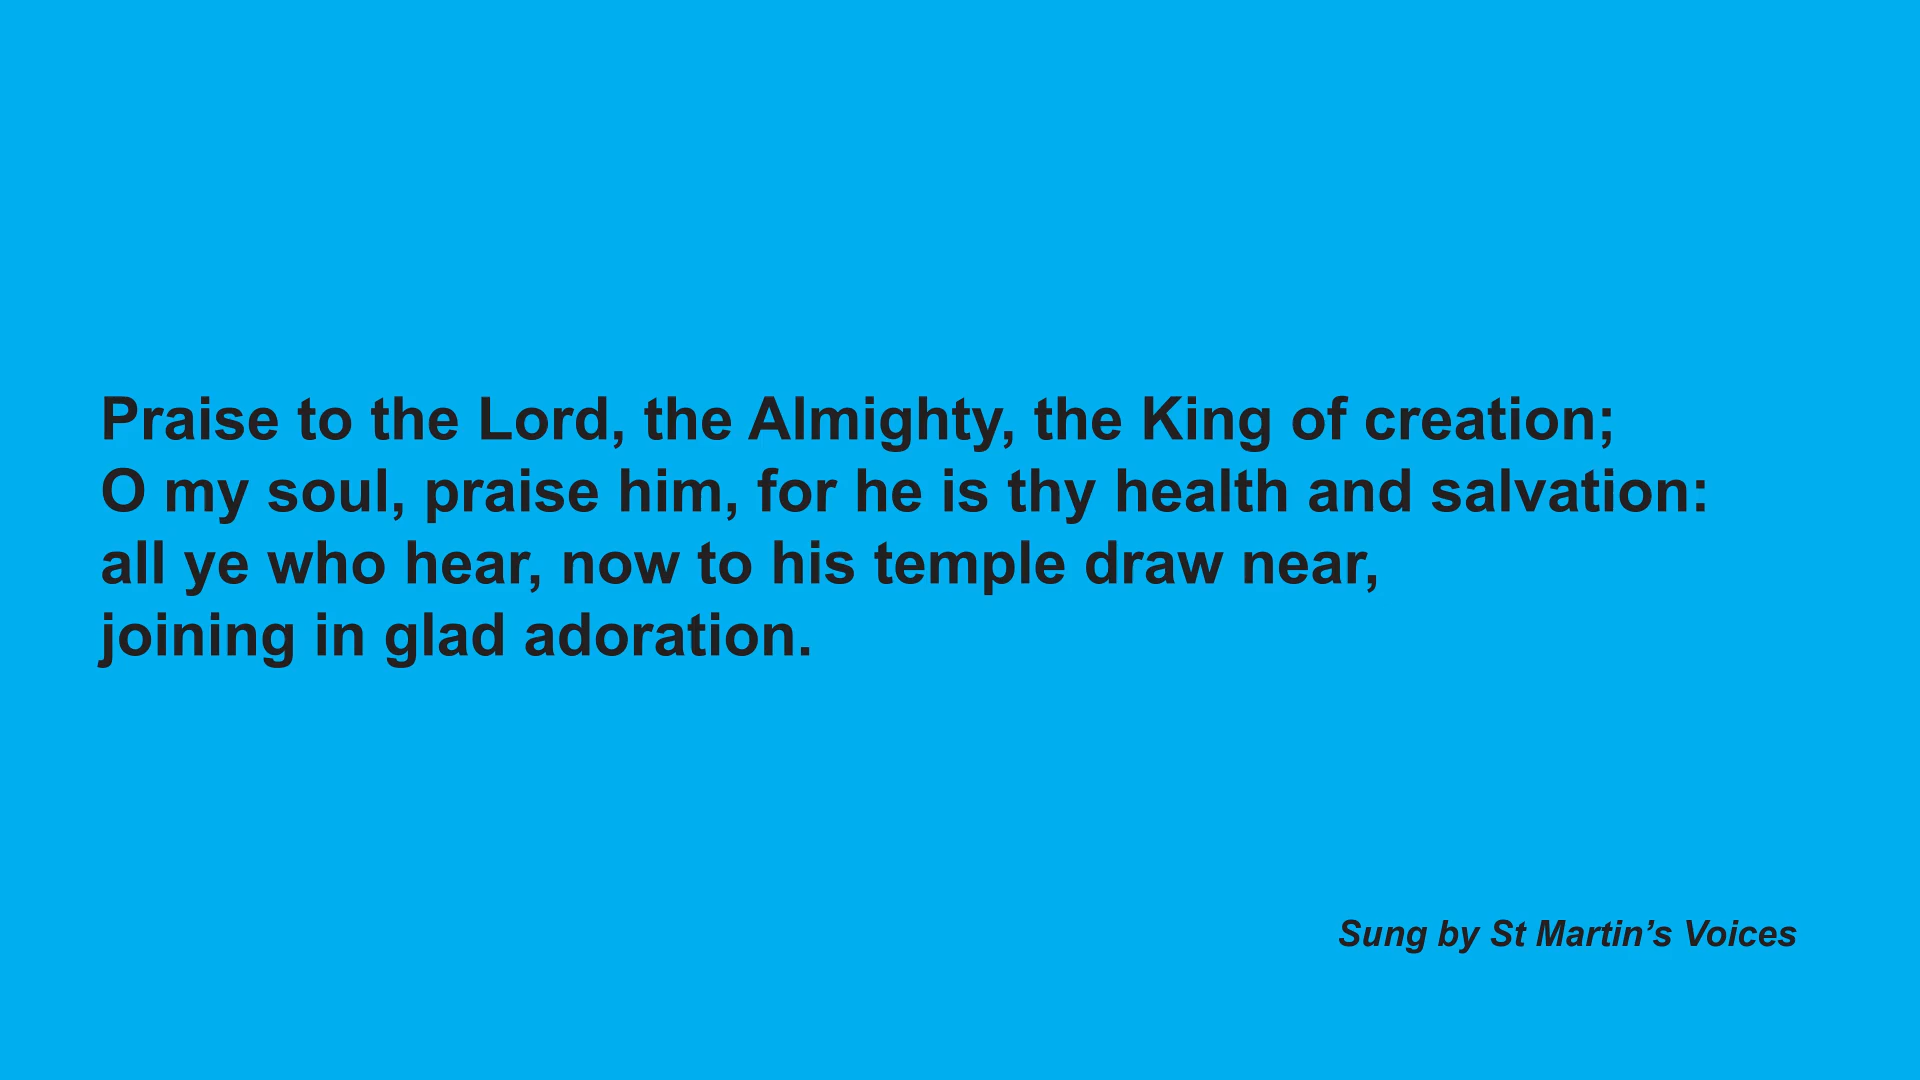 Praise to the Lord, the Almighty, the King of creation;
O my soul, praise him, for he is thy health and salvation:
all ye who hear, now to his temple draw near,
joining in glad adoration.
Sung by St Martin’s Voices